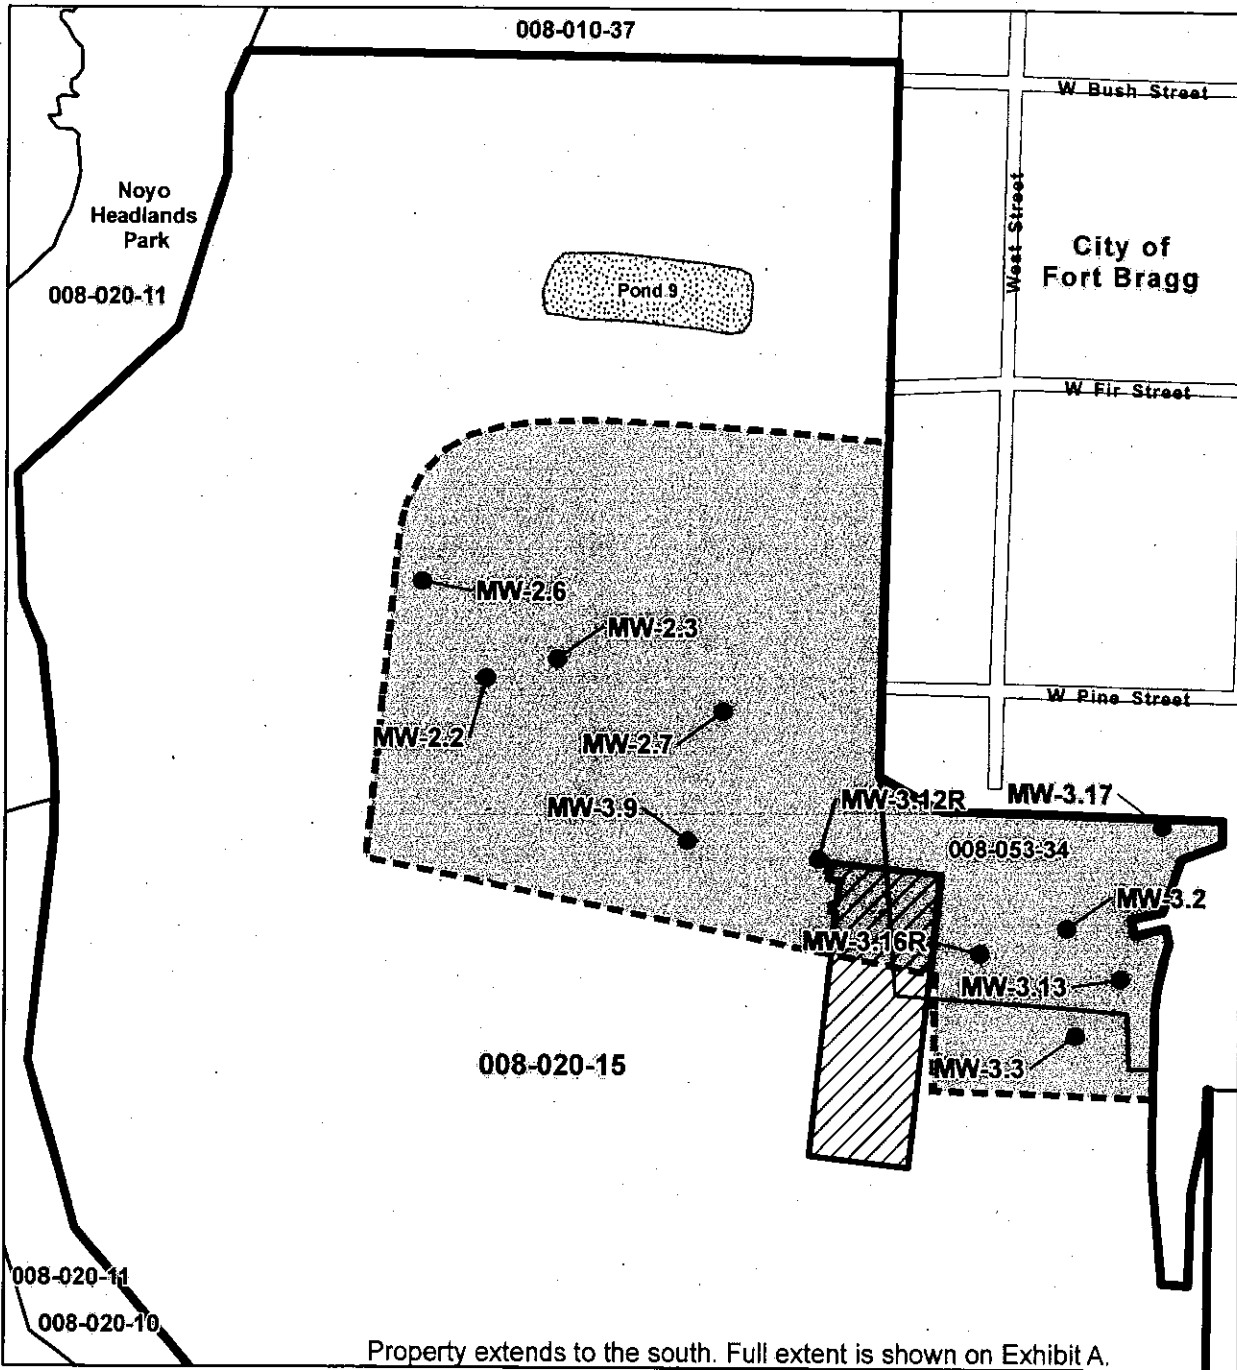 008-010-37
W Bush Street
Noyo
Headlands
Park
West Street
City of
Fort Bragg
008-020-11
Pond 9
W Fir Street
MW-2.6
MW-2.3
W Pine Street
MW-2.2
MW-2.7
MW-3.9
MW-3.12R
MW-3.17
008-053-34
MW-3.2
MW-3.16R
MW-3.13
008-020-15
MW-3.3
008-020-11
008-020-10
Property extends to the south. Full extent is shown on Exhibit A.